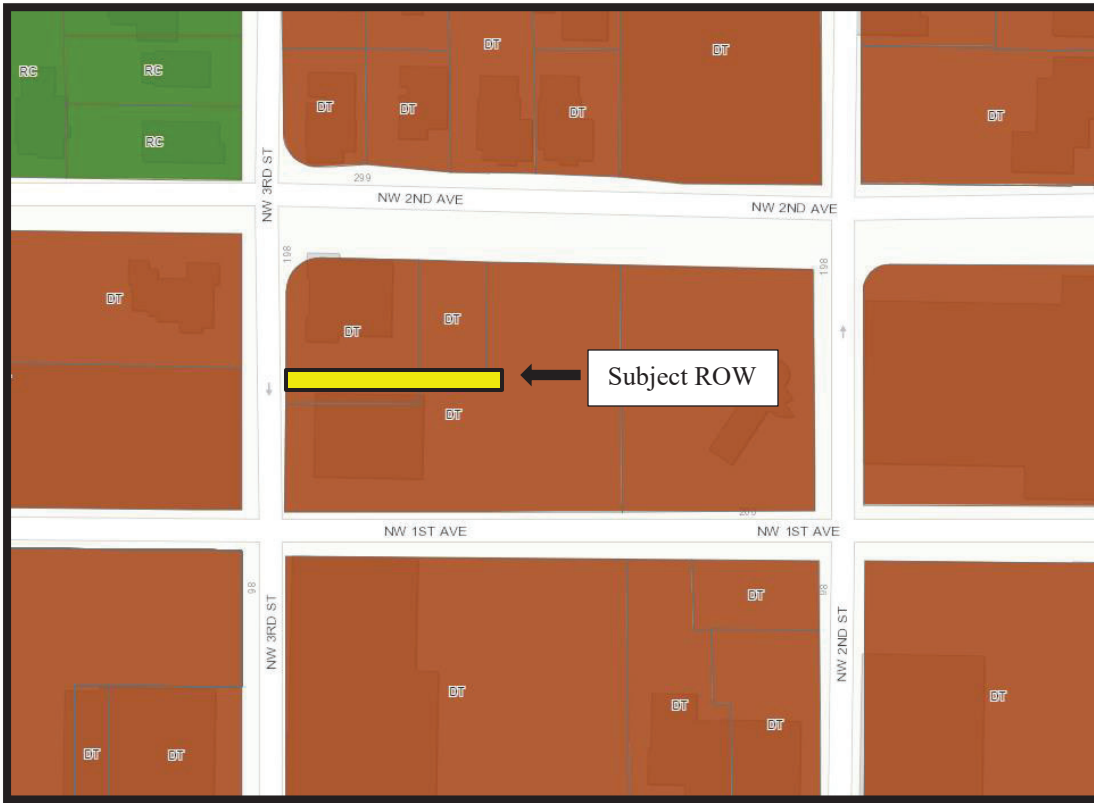 DT
DT
RC
RC
DT
DT
DT
DT
DT
RC
NW 3RD ST
299
NW 2ND AVE
NW 2ND AVE
198
198
DT
DT
DT
Subject ROW
DT
NW 1ST AVE
NW 1ST AVE
98
98
NW 3RD ST
NW 2ND ST
DT
DT
DT
DT
DT
DT
DT